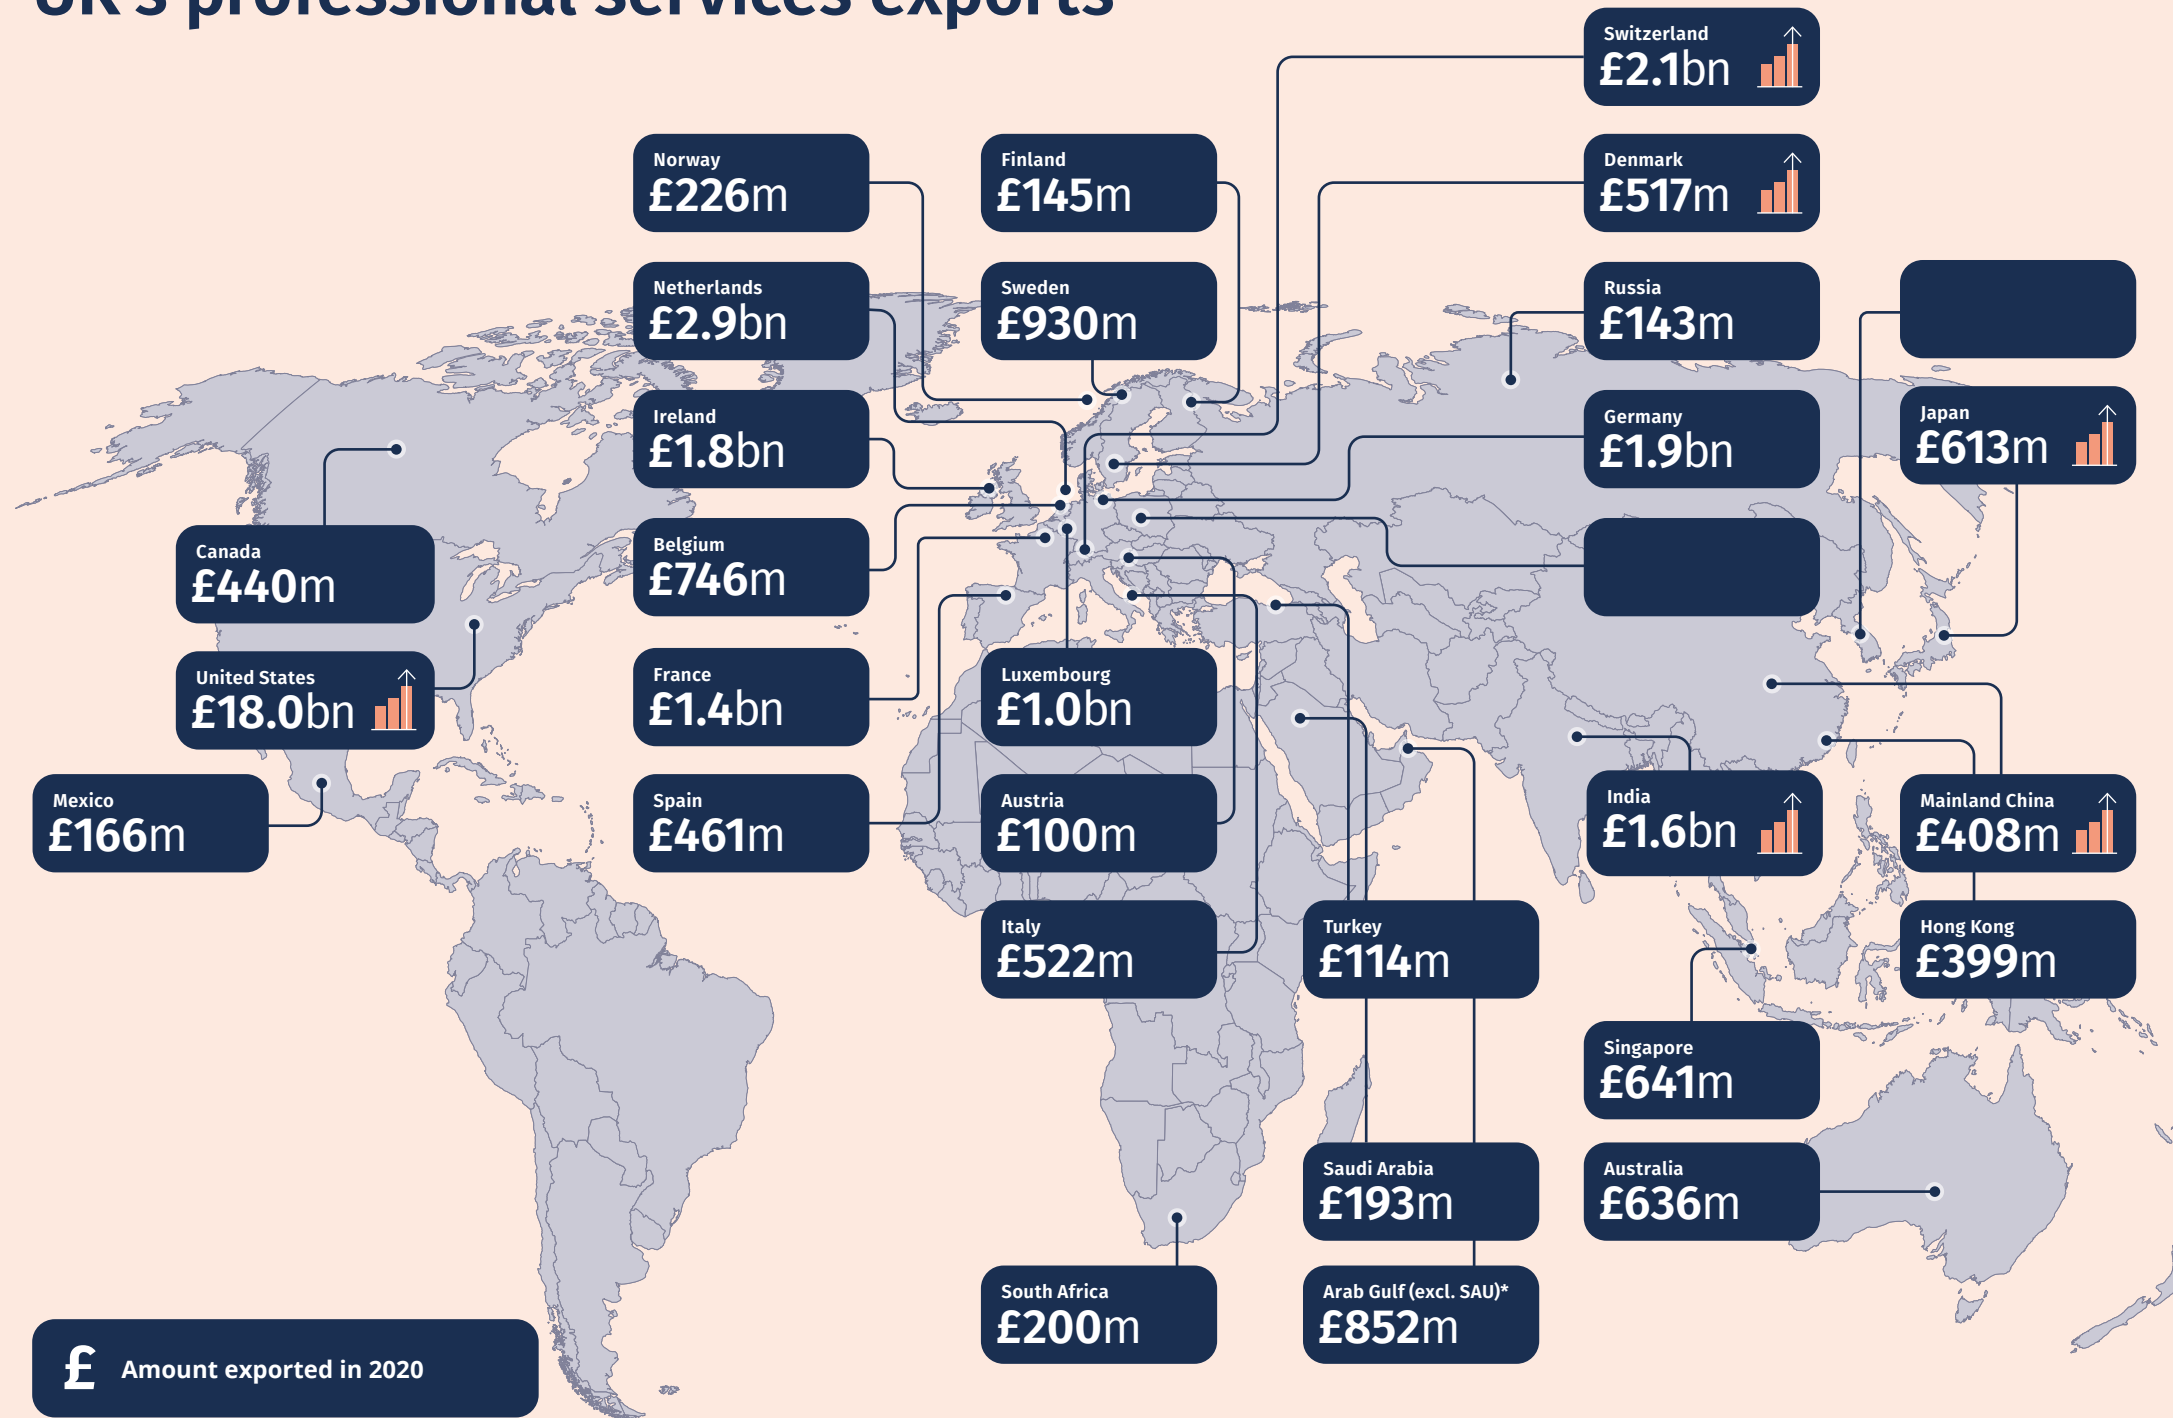 UK's professional services exports
Switzerland
£2.1bn
Norway
£226m
Finland
£145m
Denmark
£517m
Netherlands
£2.9bn
Sweden
£930m
Russia
£143m
Ireland
£1.8bn
Germany
£1.9bn
Japan
£613m
Canada
£440m
Belgium
£746m
United States
£18.0bn
France
£1.4bn
Luxembourg
£1.0bn
Mexico
£166m
Spain
£461m
Austria
£100m
India
£1.6bn
Mainland China
£408m
Italy
£522m
Turkey
£114m
Hong Kong
£399m
Singapore
£641m
Saudi Arabia
£193m
Australia
£636m
South Africa
£200m
Arab Gulf (excl. SAU)*
£852m
£ Amount exported in 2020